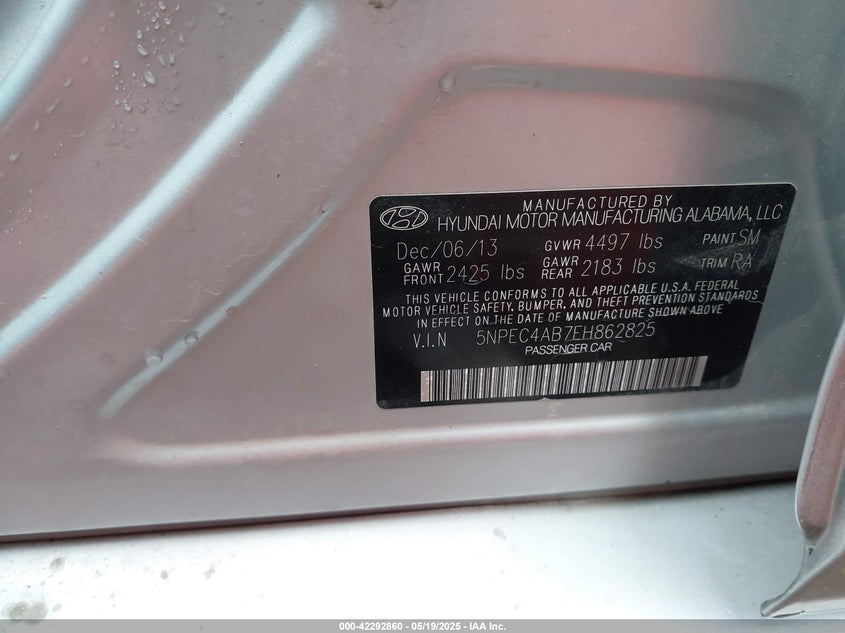 MANUFACTURED BY
HYUNDAI MOTOR MANUFACTURING ALABAMA, LLC
Dec/06/13 GVWR 4497 lbs PAINT SM
GAWR FRONT 2425 lbs GAWR REAR 2183 lbs TRIM RA
THIS VEHICLE CONFORMS TO ALL APPLICABLE U.S.A. FEDERAL
MOTOR VEHICLE SAFETY, BUMPER, AND THEFT PREVENTION STANDARDS
IN EFFECT ON THE DATE OF MANUFACTURE SHOWN ABOVE
V.I.N 5NPEC4AB7EH862825
PASSENGER CAR
000-42292860 - 05/19/2025 - IAA Inc.